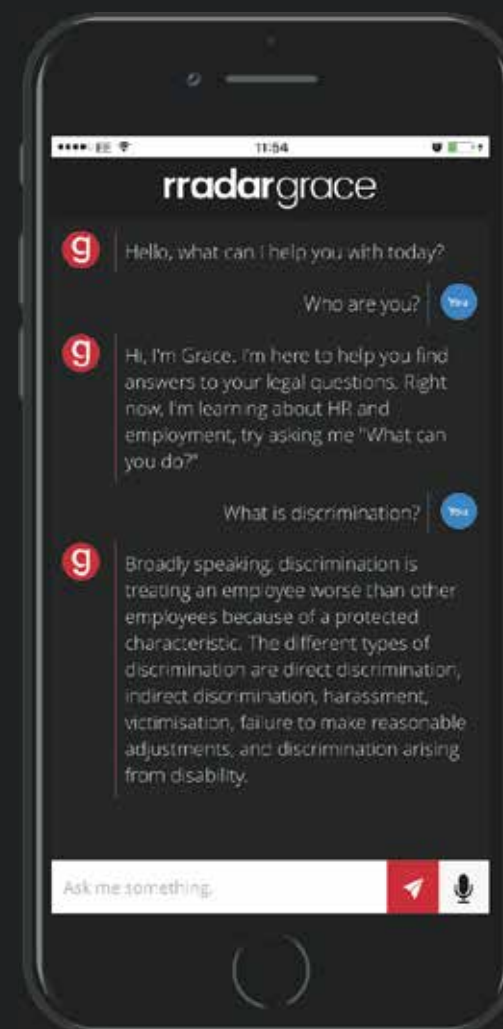 EE
11:54
rradargrace
g
Hello, what can I help you with today?
Who are you?
You
g
Hi, I'm Grace. I'm here to help you find
answers to your legal questions. Right
now, I'm learning about HR and
employment, try asking me "What can
you do?"
What is discrimination?
You
g
Broadly speaking, discrimination is
treating an employee worse than other
employees because of a protected
characteristic. The different types of
discrimination are direct discrimination,
indirect discrimination, harassment,
victimisation, failure to make reasonable
adjustments, and discrimination arising
from disability.
Ask me something.